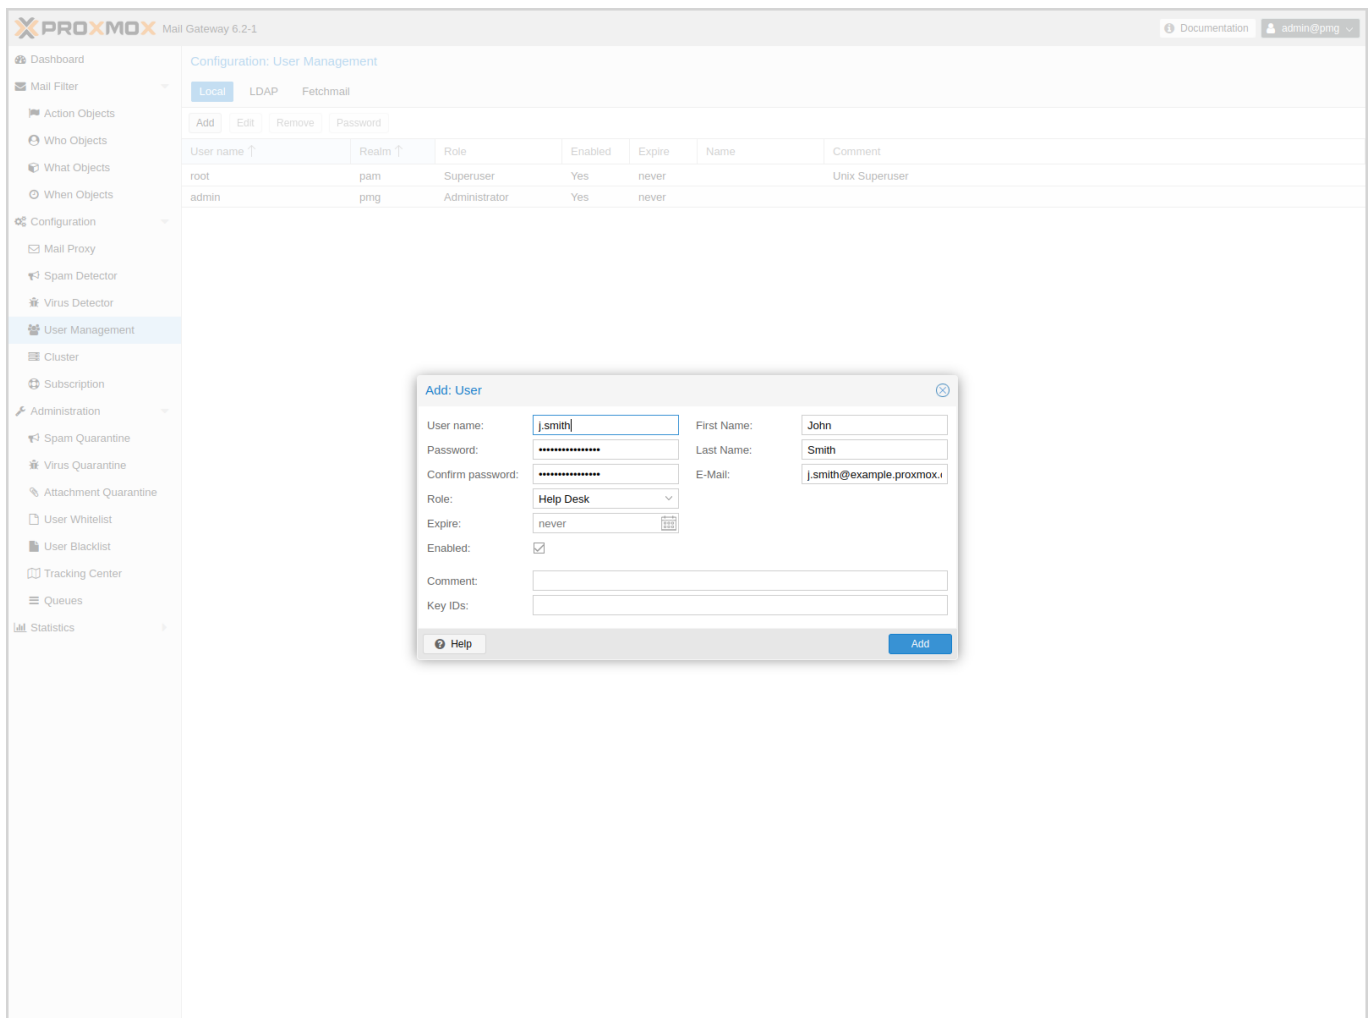 PROXMOX Mail Gateway 6.2-1
Documentation
admin@pmg
Dashboard
Mail Filter
Action Objects
Who Objects
What Objects
When Objects
Configuration
Mail Proxy
Spam Detector
Virus Detector
User Management
Cluster
Subscription
Administration
Spam Quarantine
Virus Quarantine
Attachment Quarantine
User Whitelist
User Blacklist
Tracking Center
Queues
Statistics
Configuration: User Management
Local LDAP Fetchmail
Add Edit Remove Password
User name Realm Role Enabled Expire Name Comment
root pam Superuser Yes never Unix Superuser
admin pmg Administrator Yes never
Add: User
User name: j.smith First Name: John
Password: •••••••••••••••• Last Name: Smith
Confirm password: •••••••••••••••• E-Mail: j.smith@example.proxmox.
Role: Help Desk
Expire: never
Enabled:
Comment:
Key IDs:
Help Add